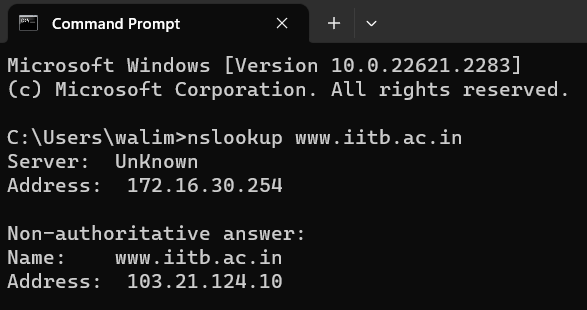 Command Prompt
Microsoft Windows [Version 10.0.22621.2283]
(c) Microsoft Corporation. All rights reserved.
C:\Users\walim>nslookup www.iitb.ac.in
Server:  UnKnown
Address:  172.16.30.254
Non-authoritative answer:
Name:    www.iitb.ac.in
Address:  103.21.124.10